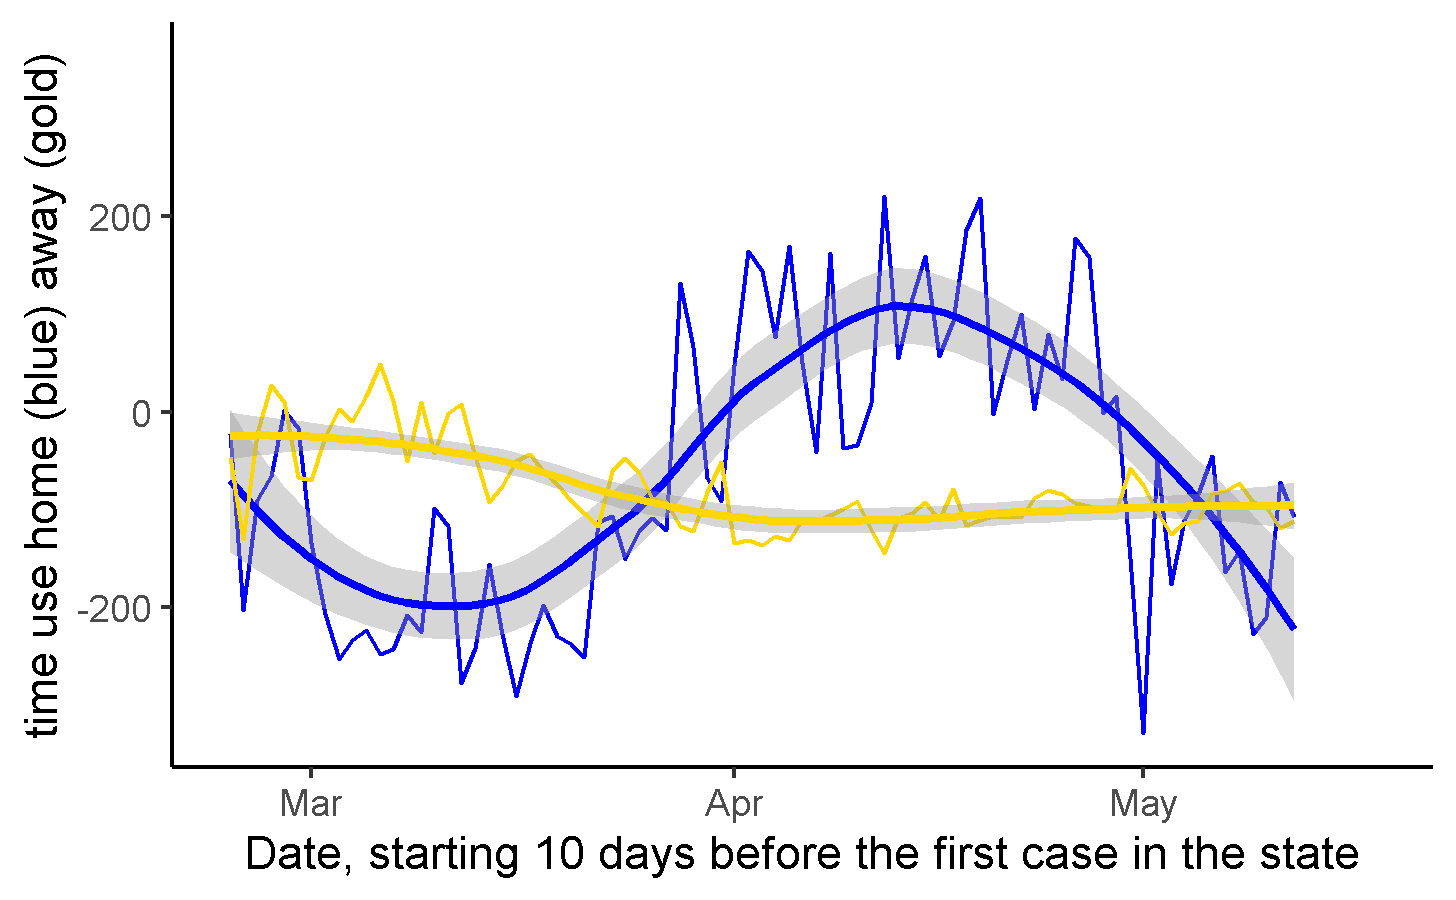 time use home (blue) away (gold)
200
0
-200
Mar Apr May
Date, starting 10 days before the first case in the state